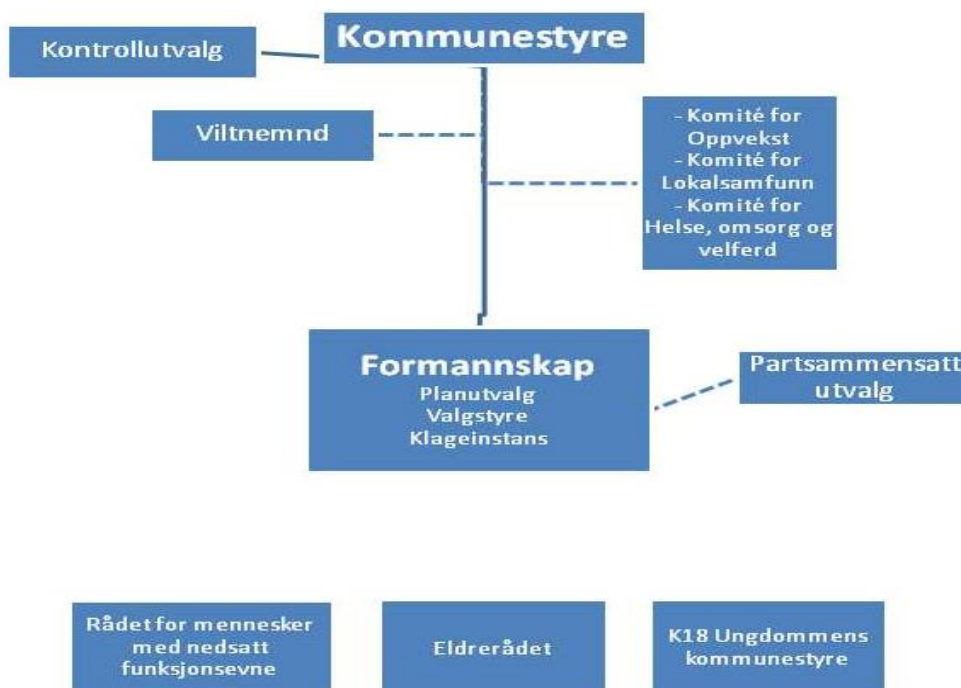 Kommunestyre
Kontrollutvalg
Viltnemnd
- Komité for
Oppvekst
- Komité for
Lokalsamfunn
- Komité for
Helse, omsorg og
velferd
Formannskap
Planutvalg
Valgstyre
Klageinstans
Partsammensatt
utvalg
Rådet for mennesker
med nedsatt
funksjonsevne
Eldrerådet
K18 Ungdommens
kommunestyre